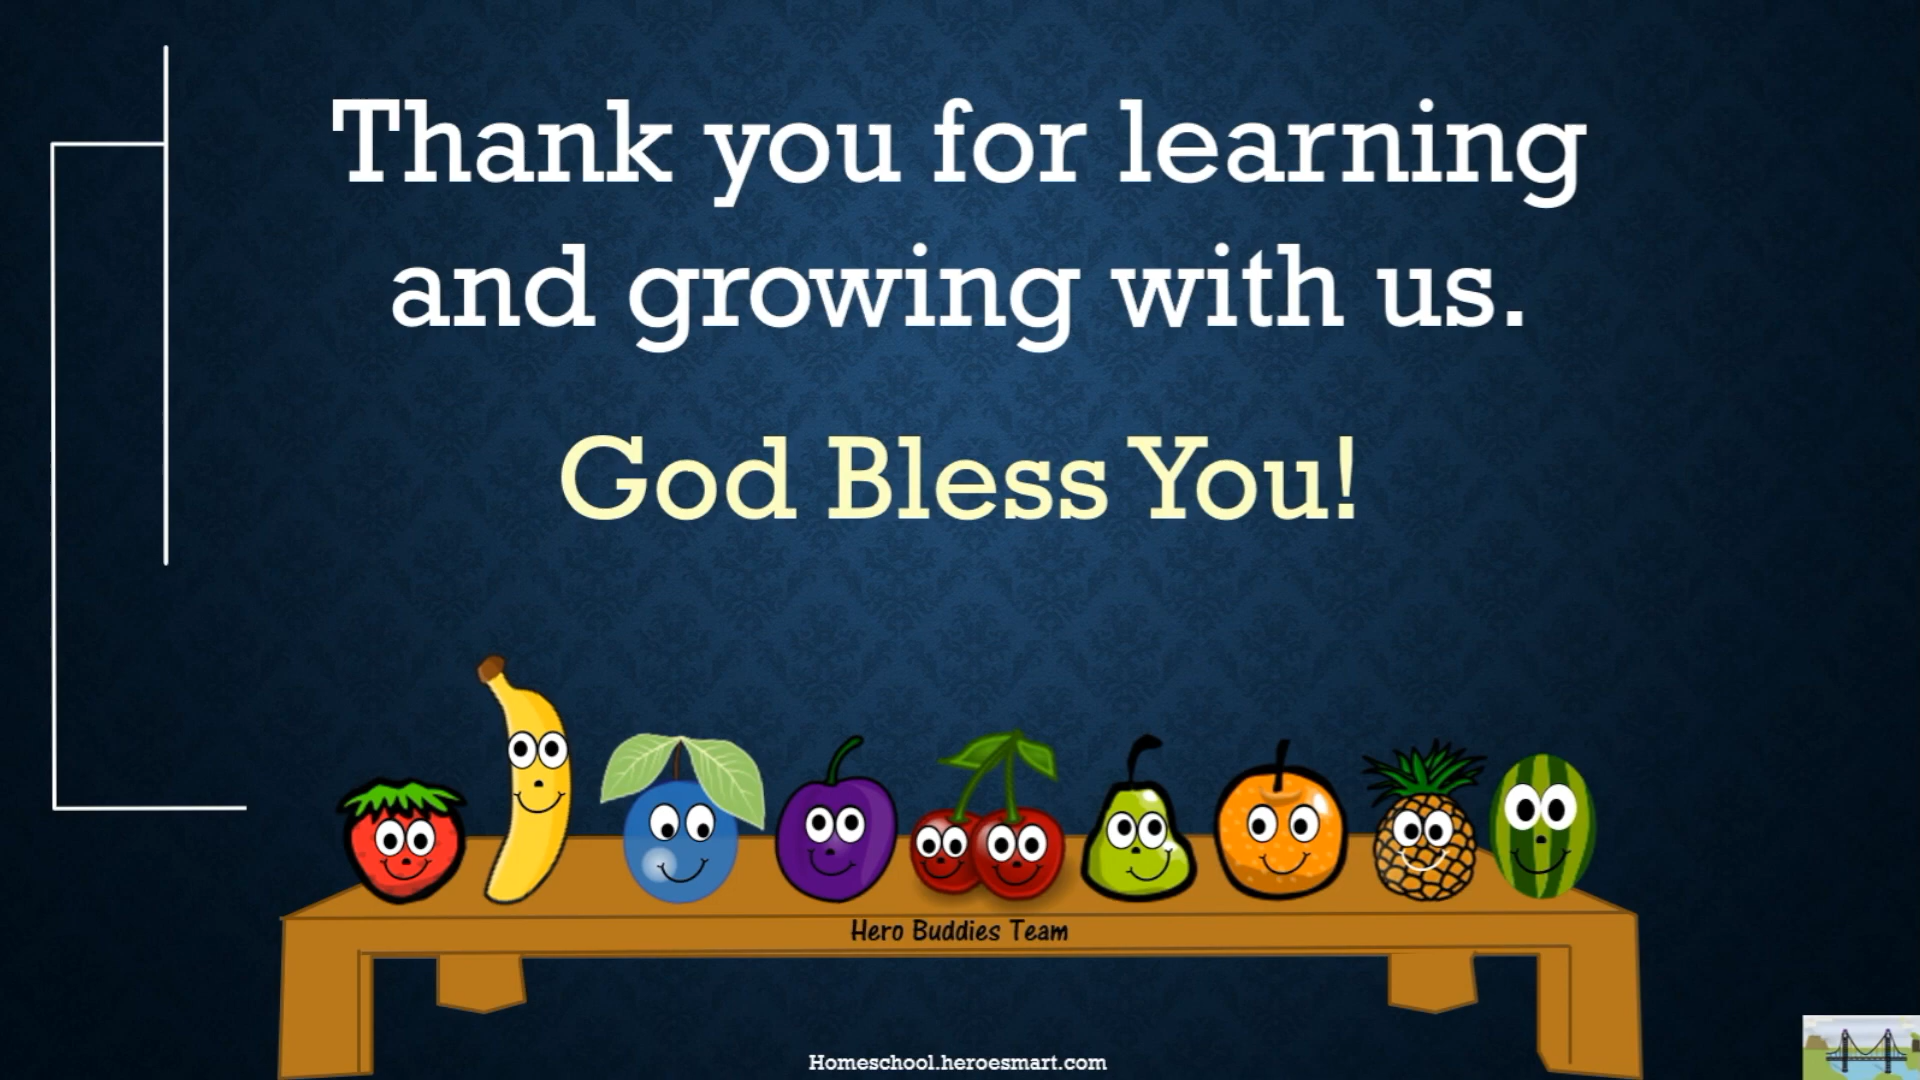 Thank you for learning
and growing with us.
God Bless You!
Hero Buddies Team
Homeschool.heroesmart.com